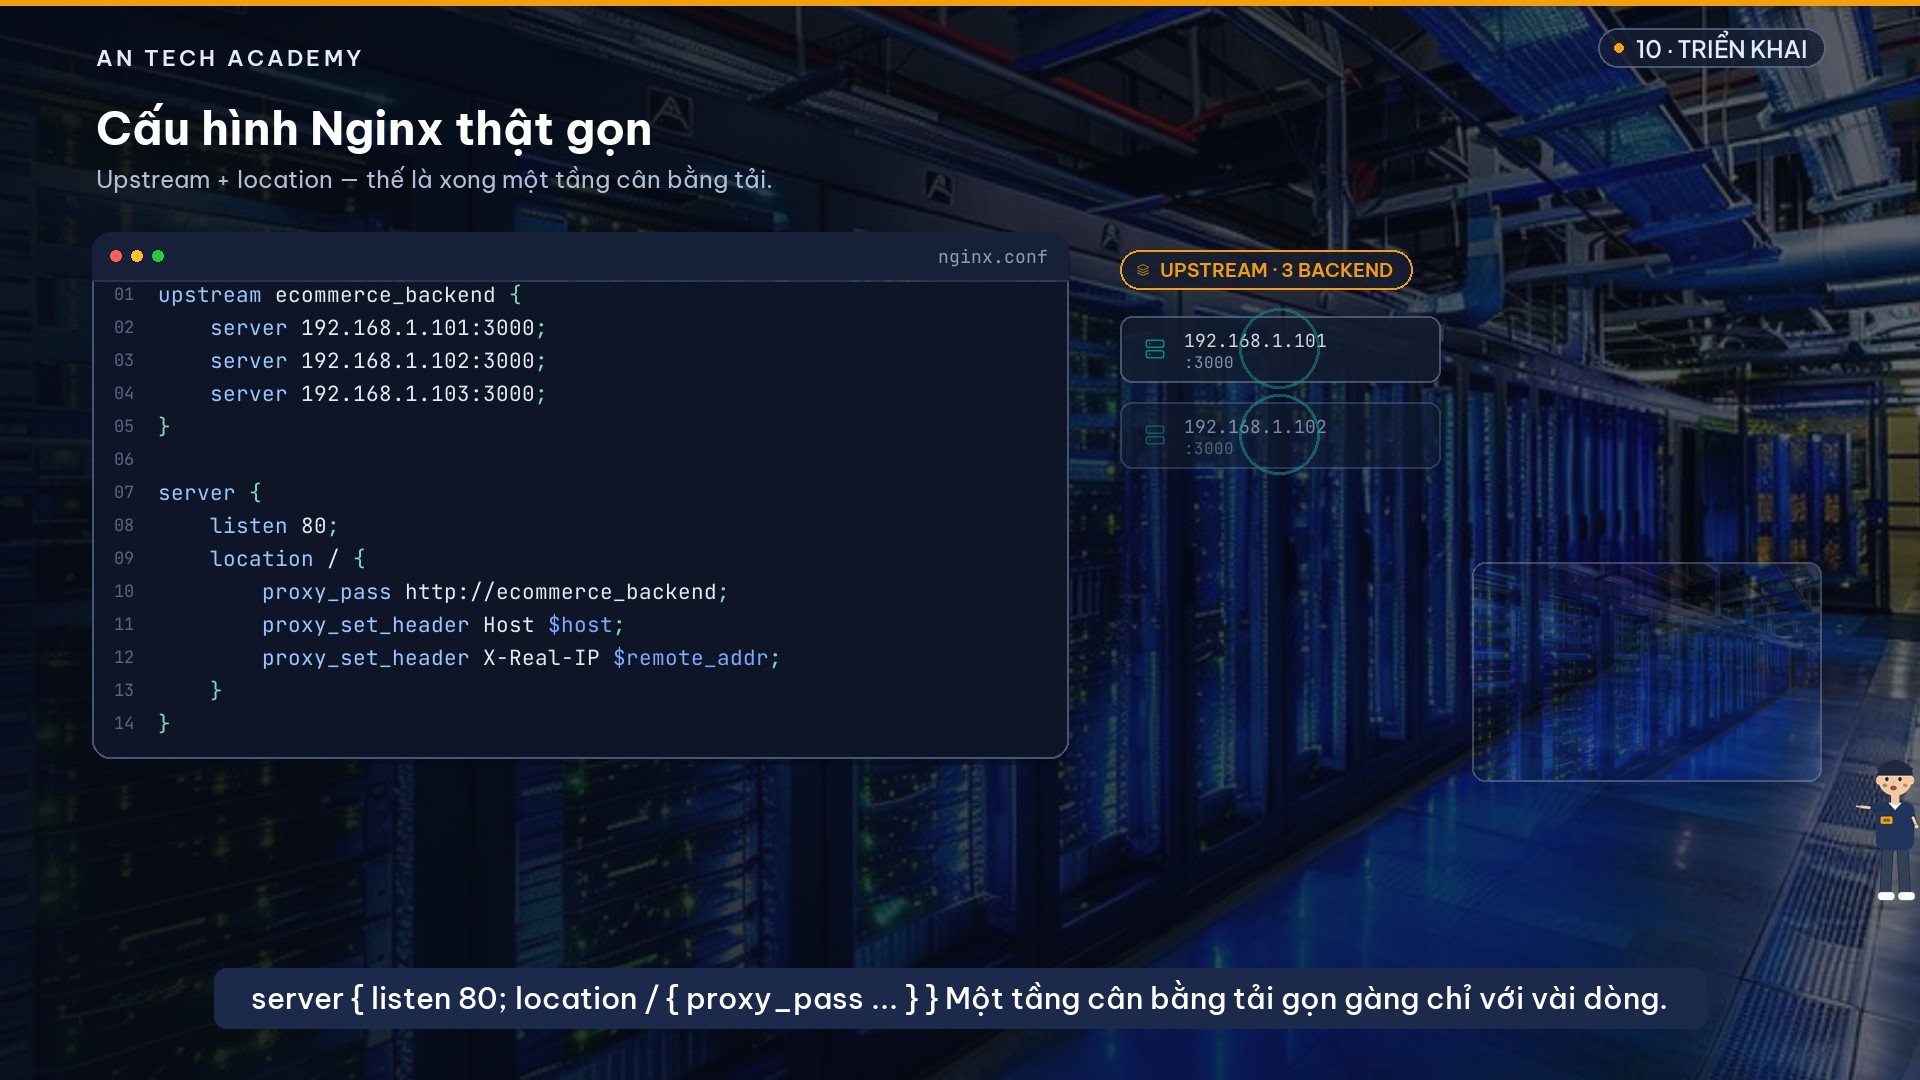 AN TECH ACADEMY
10 · TRIỂN KHAI
Cấu hình Nginx thật gọn
Upstream + location — thế là xong một tầng cân bằng tải.
nginx.conf
01 upstream ecommerce_backend {
02 server 192.168.1.101:3000;
03 server 192.168.1.102:3000;
04 server 192.168.1.103:3000;
05 }
06
07 server {
08 listen 80;
09 location / {
10 proxy_pass http://ecommerce_backend;
11 proxy_set_header Host $host;
12 proxy_set_header X-Real-IP $remote_addr;
13 }
14 }
UPSTREAM · 3 BACKEND
192.168.1.101
:3000
192.168.1.102
:3000
AN
server { listen 80; location / { proxy_pass ... } } Một tầng cân bằng tải gọn gàng chỉ với vài dòng.